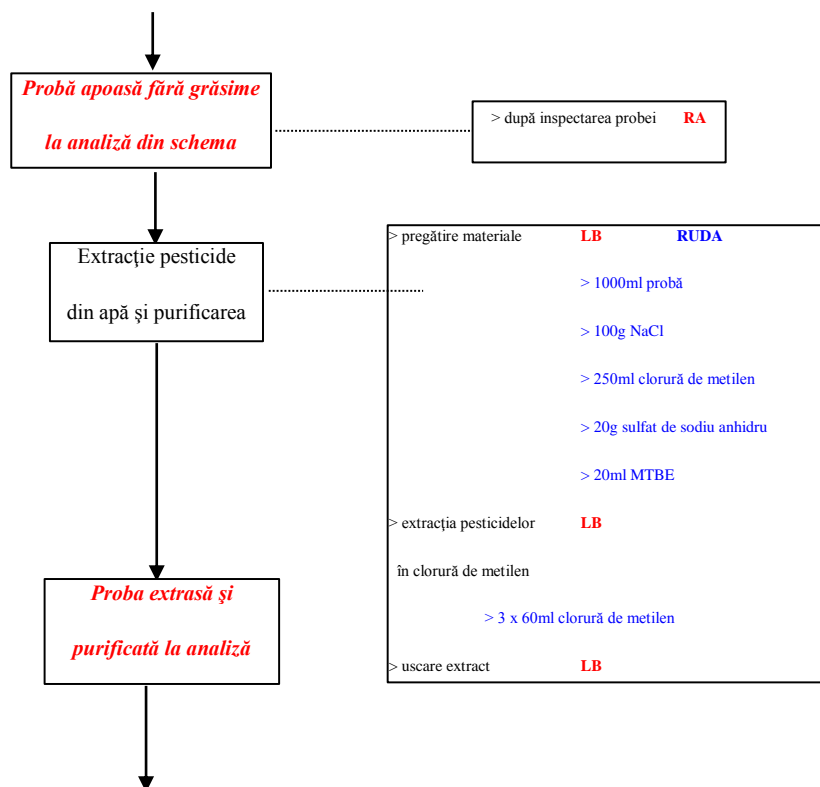 Probă apoasă fără grăsime
la analiză din schema
> după inspectarea probei RA
Extracţie pesticide
din apă şi purificarea
> pregătire materiale LB RUDA
> 1000ml probă
> 100g NaCl
> 250ml clorură de metilen
> 20g sulfat de sodiu anhidru
> 20ml MTBE
> extracţia pesticidelor LB
în clorură de metilen
> 3 x 60ml clorură de metilen
> uscare extract LB
Proba extrasă şi
purificată la analiză